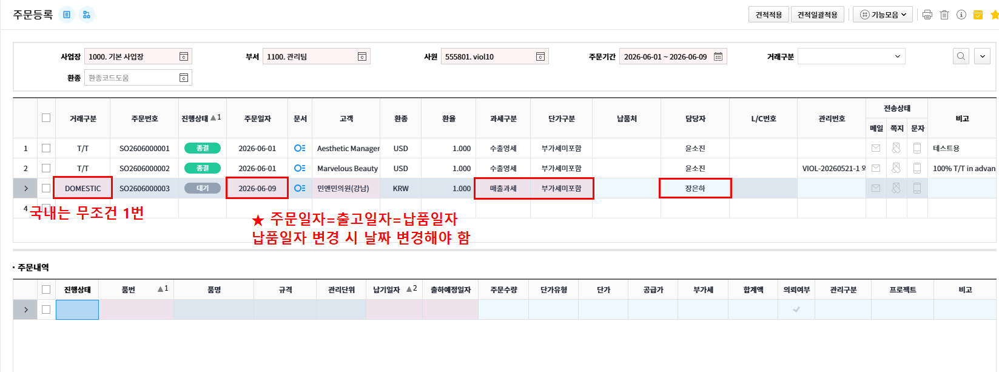 주문등록
견적적용 견적일괄적용 기능모음
사업장 1000. 기본 사업장 부서 1100. 관리팀 사원 555801. viol10 주문기간 2026-06-01 ~ 2026-06-09 거래구분
환종 환종코드도움
거래구분 주문번호 진행상태 ▲1 주문일자 문서 고객 환종 환율 과세구분 단가구분 납품처 담당자 L/C번호 관리번호 전송상태 비고
메일 쪽지 문자
1 T/T SO2606000001 종결 2026-06-01 Aesthetic Manager USD 1.000 수출영세 부가세미포함 윤소진 테스트용
2 T/T SO2606000002 종결 2026-06-01 Marvelous Beauty USD 1.000 수출영세 부가세미포함 윤소진 VIOL-20260521-1 외 100% T/T in advan
> DOMESTIC SO2606000003 대기 2026-06-09 민앤민의원(강남) KRW 1.000 매출과세 부가세미포함 장은하
4
국내는 무조건 1번
★ 주문일자=출고일자=납품일자
납품일자 변경 시 날짜 변경해야 함
주문내역
진행상태 품번 ▲1 품명 규격 관리단위 납기일자 ▲2 출하예정일자 주문수량 단가유형 단가 공급가 부가세 합계액 의뢰여부 관리구분 프로젝트 비고
>